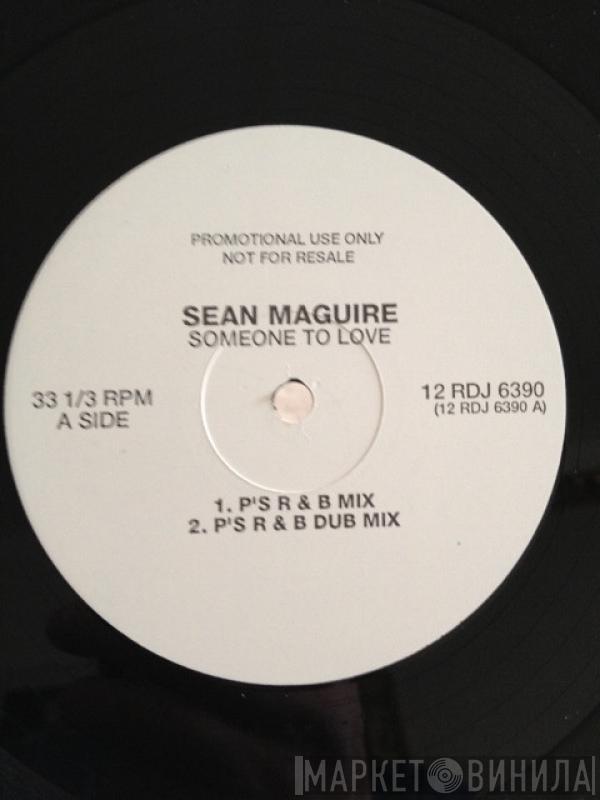 PROMOTIONAL USE ONLY
NOT FOR RESALE
SEAN MAGUIRE
SOMEONE TO LOVE
33 1/3 RPM
A SIDE
12 RDJ 6390
(12 RDJ 6390 A)
1. P'S R & B MIX
2. P'S R & B DUB MIX
МАРКЕТ ВИНИЛА